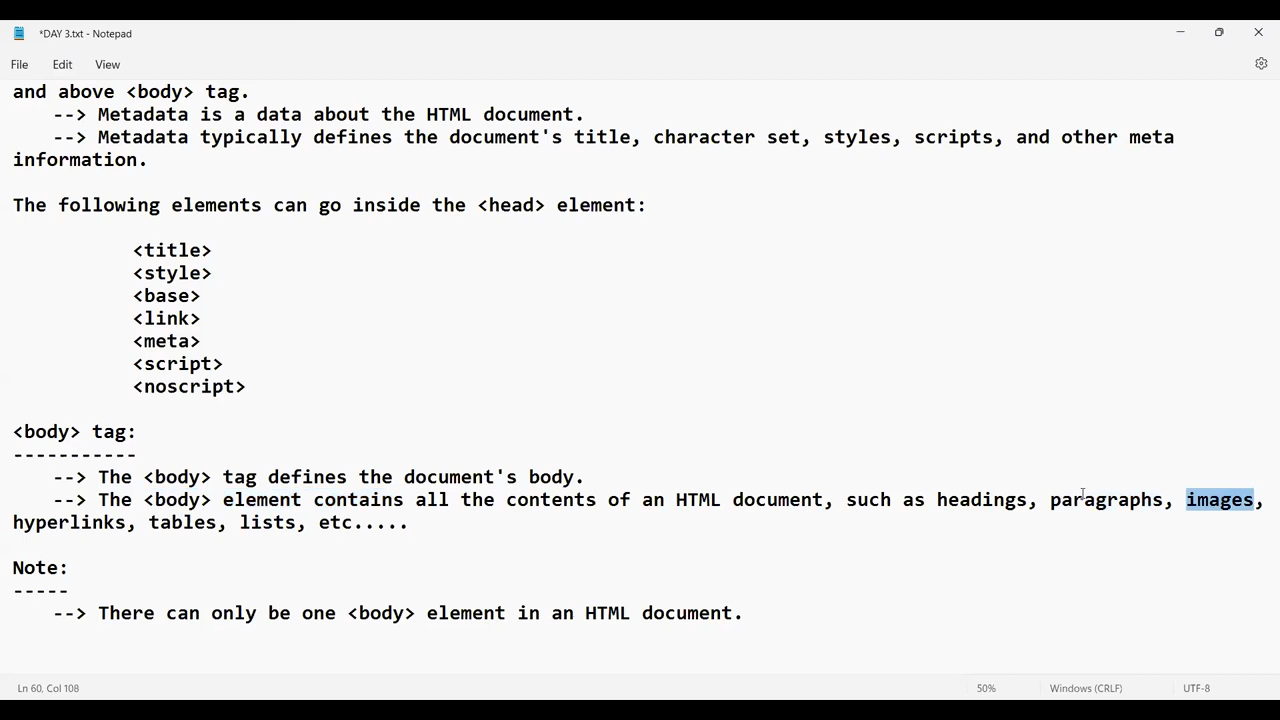 *DAY 3.txt - Notepad
File Edit View
and above <body> tag.
--> Metadata is a data about the HTML document.
--> Metadata typically defines the document's title, character set, styles, scripts, and other meta
information.
The following elements can go inside the <head> element:
<title>
<style>
<base>
<link>
<meta>
<script>
<noscript>
<body> tag:
-----------
--> The <body> tag defines the document's body.
--> The <body> element contains all the contents of an HTML document, such as headings, paragraphs, images,
hyperlinks, tables, lists, etc.....
Note:
-----
--> There can only be one <body> element in an HTML document.
Ln 60, Col 108 50% Windows (CRLF) UTF-8